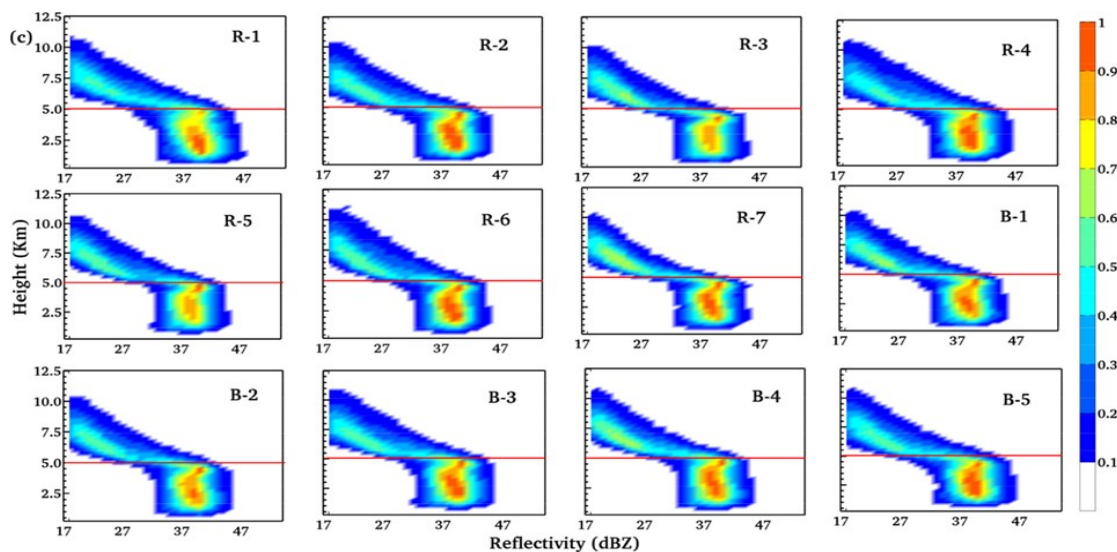 (c)
12.5
10.0
7.5
5.0
2.5
R-1
R-2
R-3
R-4
1
0.9
0.8
0.7
0.6
0.5
0.4
0.3
0.2
0.1
17 27 37 47
17 27 37 47
17 27 37 47
17 27 37 47
Height (Km)
12.5
10.0
7.5
5.0
2.5
R-5
R-6
R-7
B-1
17 27 37 47
17 27 37 47
17 27 37 47
17 27 37 47
12.5
10.0
7.5
5.0
2.5
B-2
B-3
B-4
B-5
17 27 37 47
17 27 37 47
17 27 37 47
17 27 37 47
Reflectivity (dBZ)